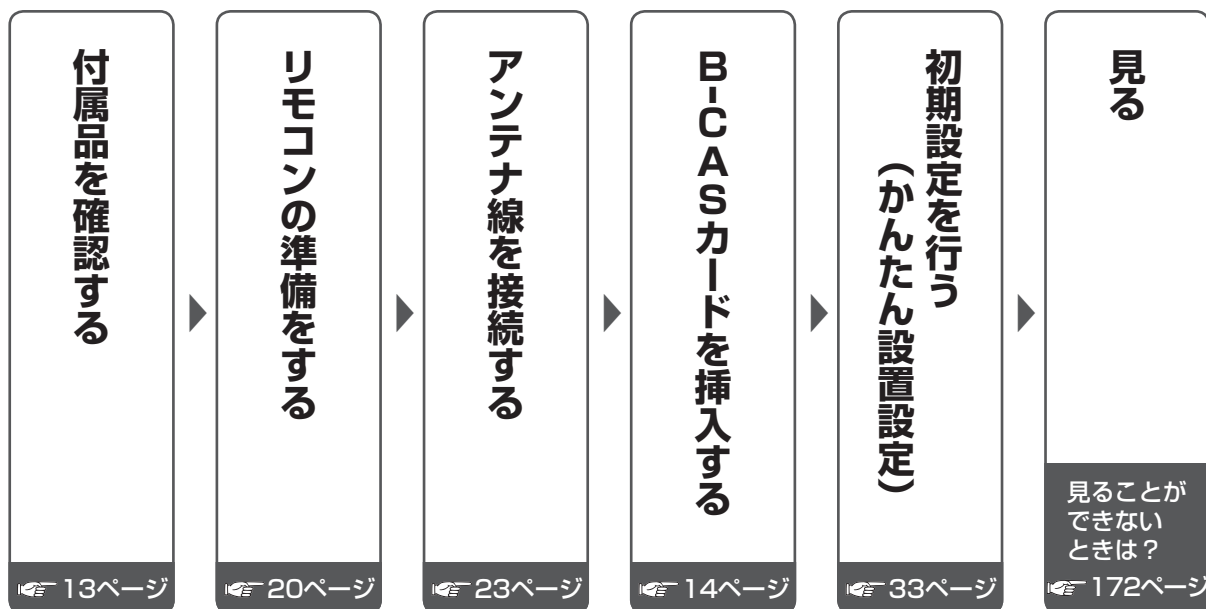 付属品を確認する
13ページ
リモコンの準備をする
20ページ
アンテナ線を接続する
23ページ
B-CASカードを挿入する
14ページ
初期設定を行う
（かんたん設置設定）
33ページ
見る
見ることが
できない
ときは？
172ページ